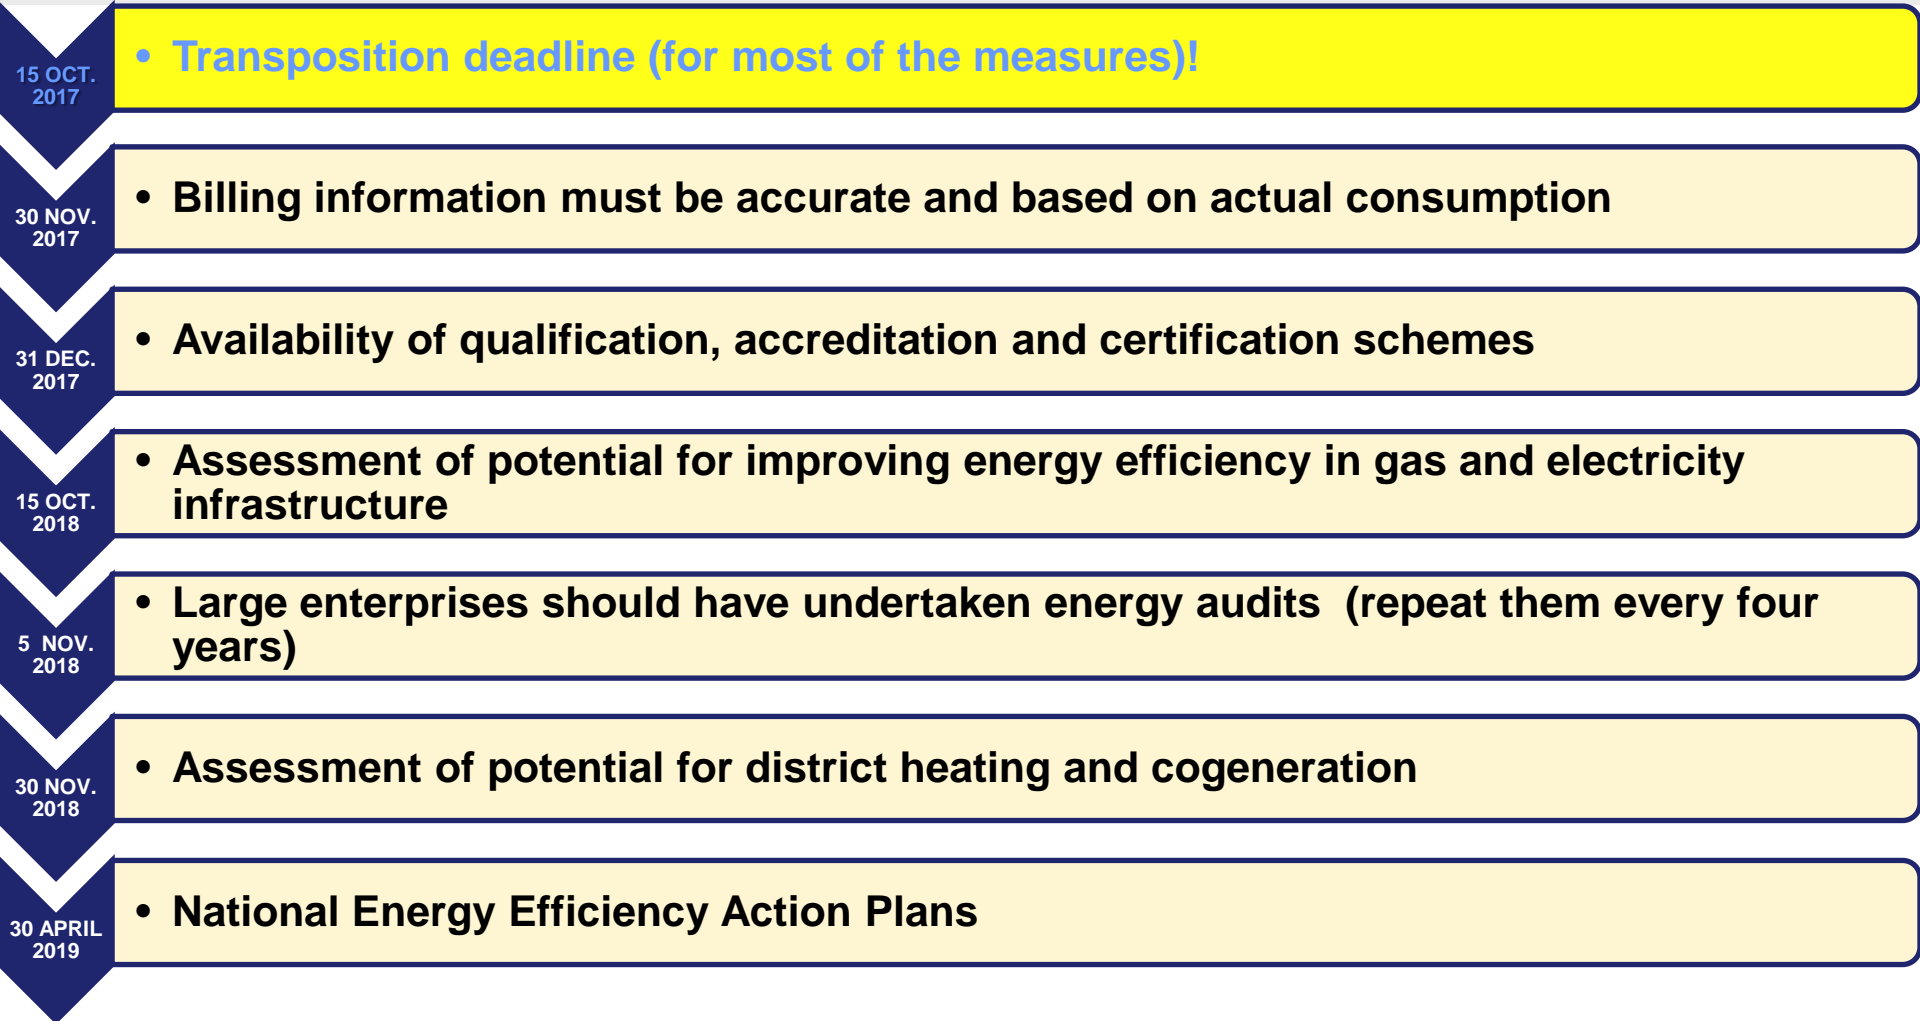 15 OCT.
2017
• Transposition deadline (for most of the measures)!
30 NOV.
2017
• Billing information must be accurate and based on actual consumption
31 DEC.
2017
• Availability of qualification, accreditation and certification schemes
15 OCT.
2018
• Assessment of potential for improving energy efficiency in gas and electricity
infrastructure
5 NOV.
2018
• Large enterprises should have undertaken energy audits (repeat them every four
years)
30 NOV.
2018
• Assessment of potential for district heating and cogeneration
30 APRIL
2019
• National Energy Efficiency Action Plans